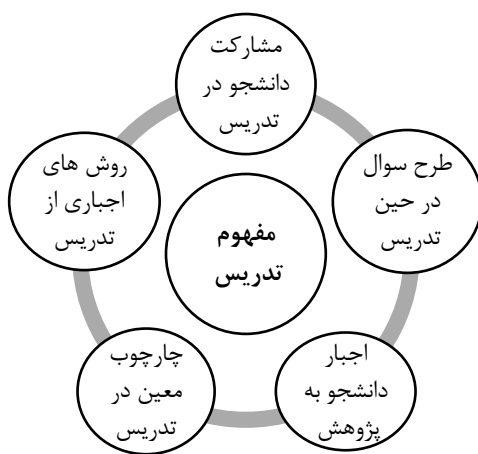 مشارکت
دانشجو در
تدریس
طرح سوال
در حین
تدریس
روش های
اجباری از
تدریس
مفهوم
تدریس
اجبار
دانشجو به
پژوهش
چارچوب
معین در
تدریس